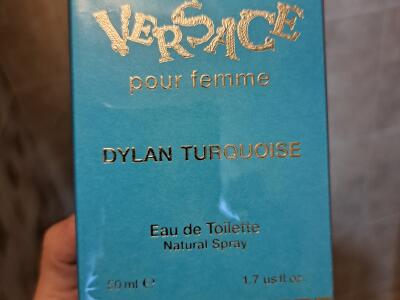 VERSACE
pour femme
DYLAN TURQUOISE
Eau de Toilette
Natural Spray
50 ml ℮ 1.7 us fl oz.